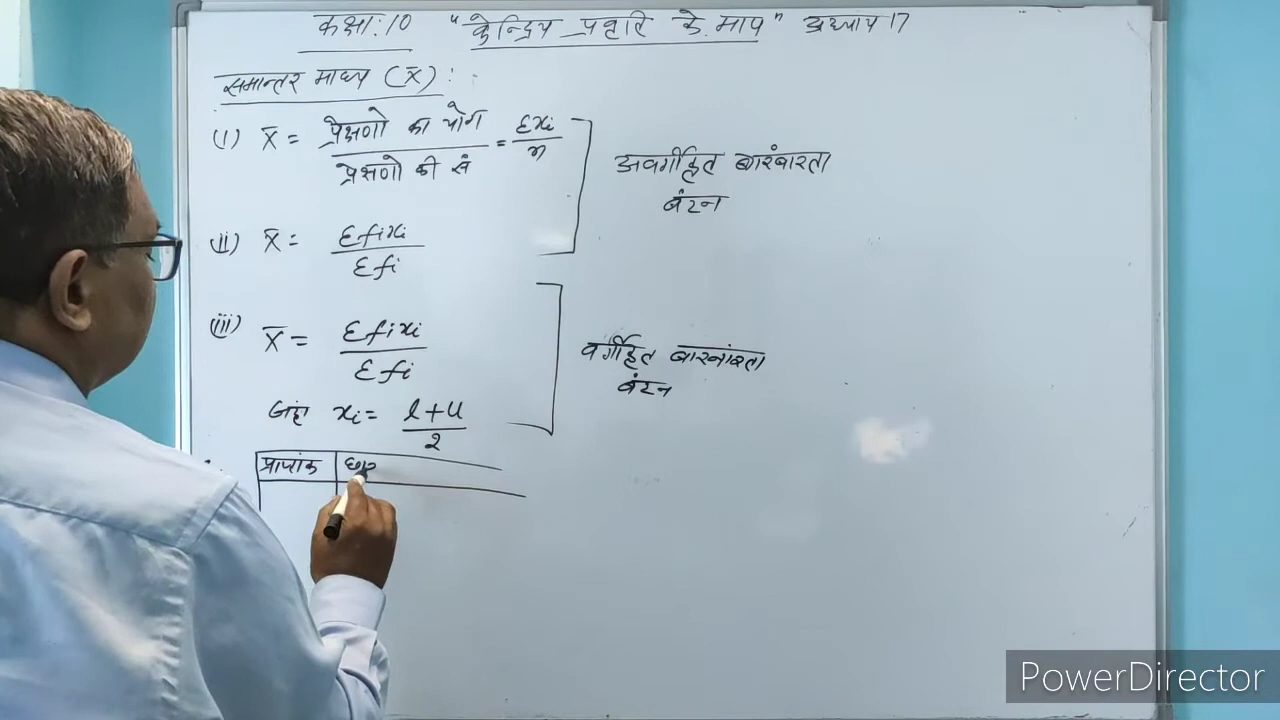 कक्षा:10 "केन्द्रिय प्रवृति के माप" अध्याय 17
समान्तर माध्य (x̄):
(i) x̄ = प्रेक्षणो का योग / प्रेक्षणो की सं = Σxi / n
अवर्गीकृत बारंबारता
बंटन
(ii) x̄ = Σfixi / Σfi
(iii) x̄ = Σfixi / Σfi
वर्गीकृत बारबांरता
बंटन
जहा xi = l+u / 2
प्राप्तांक
PowerDirector